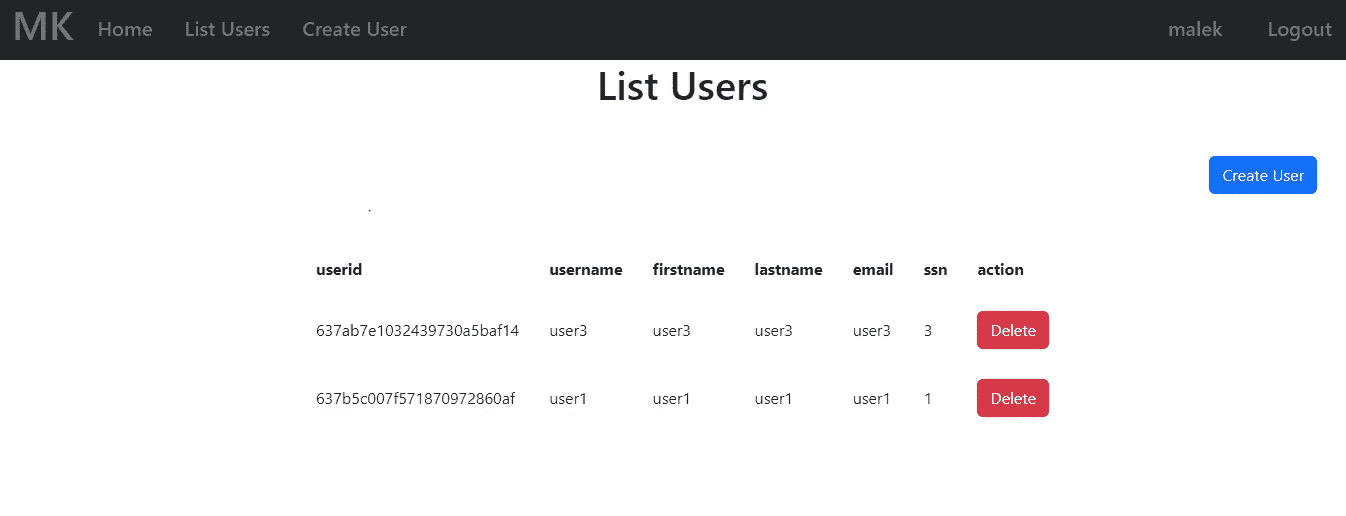 MK Home List Users Create User malek Logout
List Users
Create User
userid username firstname lastname email ssn action
637ab7e1032439730a5baf14 user3 user3 user3 user3 3 Delete
637b5c007f571870972860af user1 user1 user1 user1 1 Delete